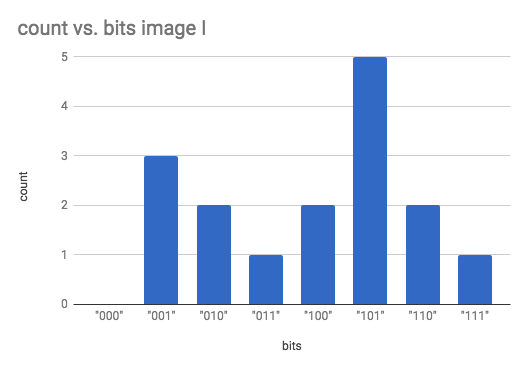 count vs. bits image I
5
4
3
2
1
0
count
"000" "001" "010" "011" "100" "101" "110" "111"
bits